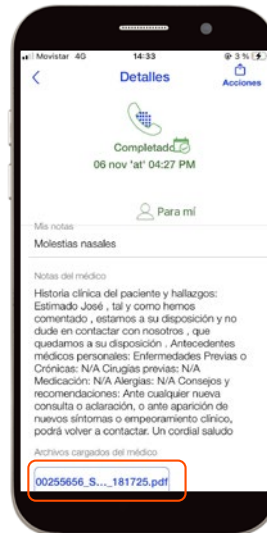 Movistar 4G 14:33 @ 3 %
Detalles
Acciones
Completado
06 nov 'at' 04:27 PM
Para mí
Mis notas
Molestias nasales
Notas del médico
Historia clínica del paciente y hallazgos:
Estimado José , tal y como hemos
comentado , estamos a su disposición y no
dude en contactar con nosotros , que
quedamos a su disposición . Antecedentes
médicos personales: Enfermedades Previas o
Crónicas: N/A Cirugías previas: N/A
Medicación: N/A Alergias: N/A Consejos y
recomendaciones: Ante cualquier nueva
consulta o aclaración, o ante aparición de
nuevos síntomas o empeoramiento clínico,
podrá volver a contactar. Un cordial saludo
Archivos cargados del médico
00255656_S..._181725.pdf